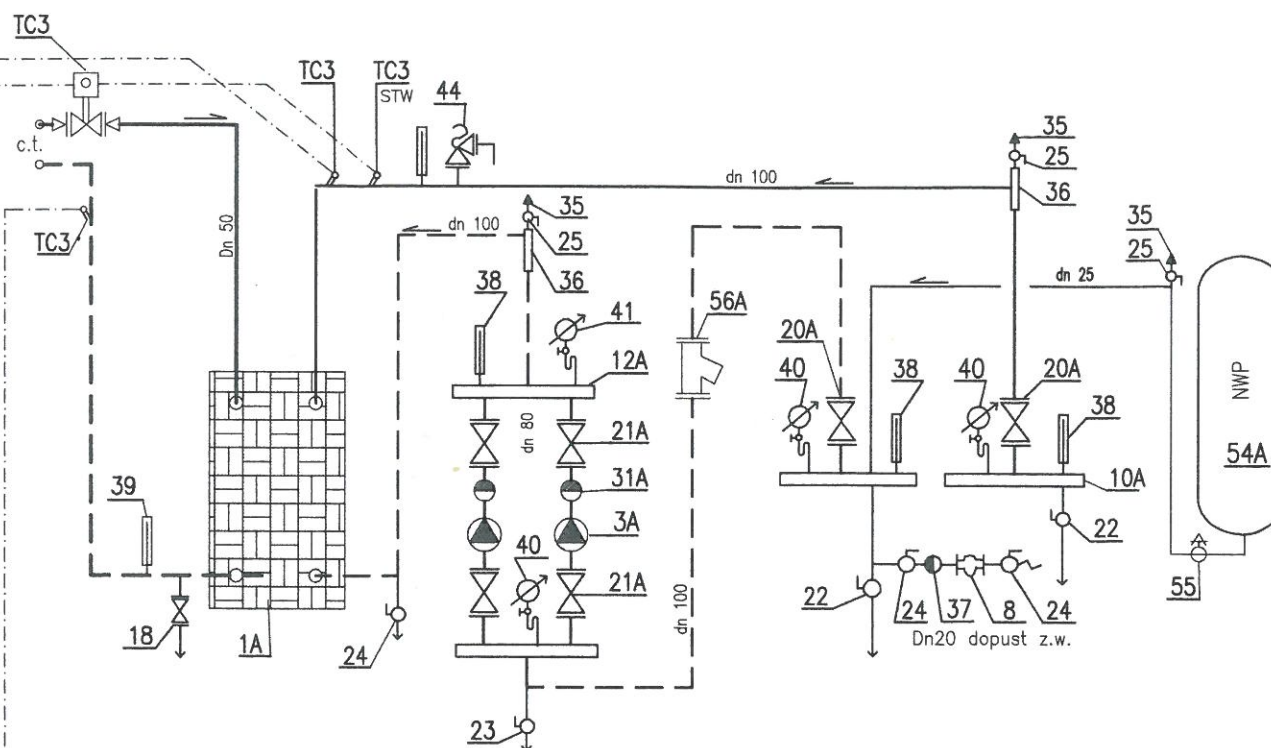 TC3
TC3
TC3
STW
44
35
25
36
c.t.
dn 100
35
25
TC3
Dn 50
dn 100
35
25
36
dn 25
38
41
56A
20A
12A
40
38
40
20A
38
NWP
54A
dn 80
21A
31A
3A
10A
39
40
22
21A
dn 100
22
24
37
8
24
55
Dn20 dopust z.w.
18
1A
24
23